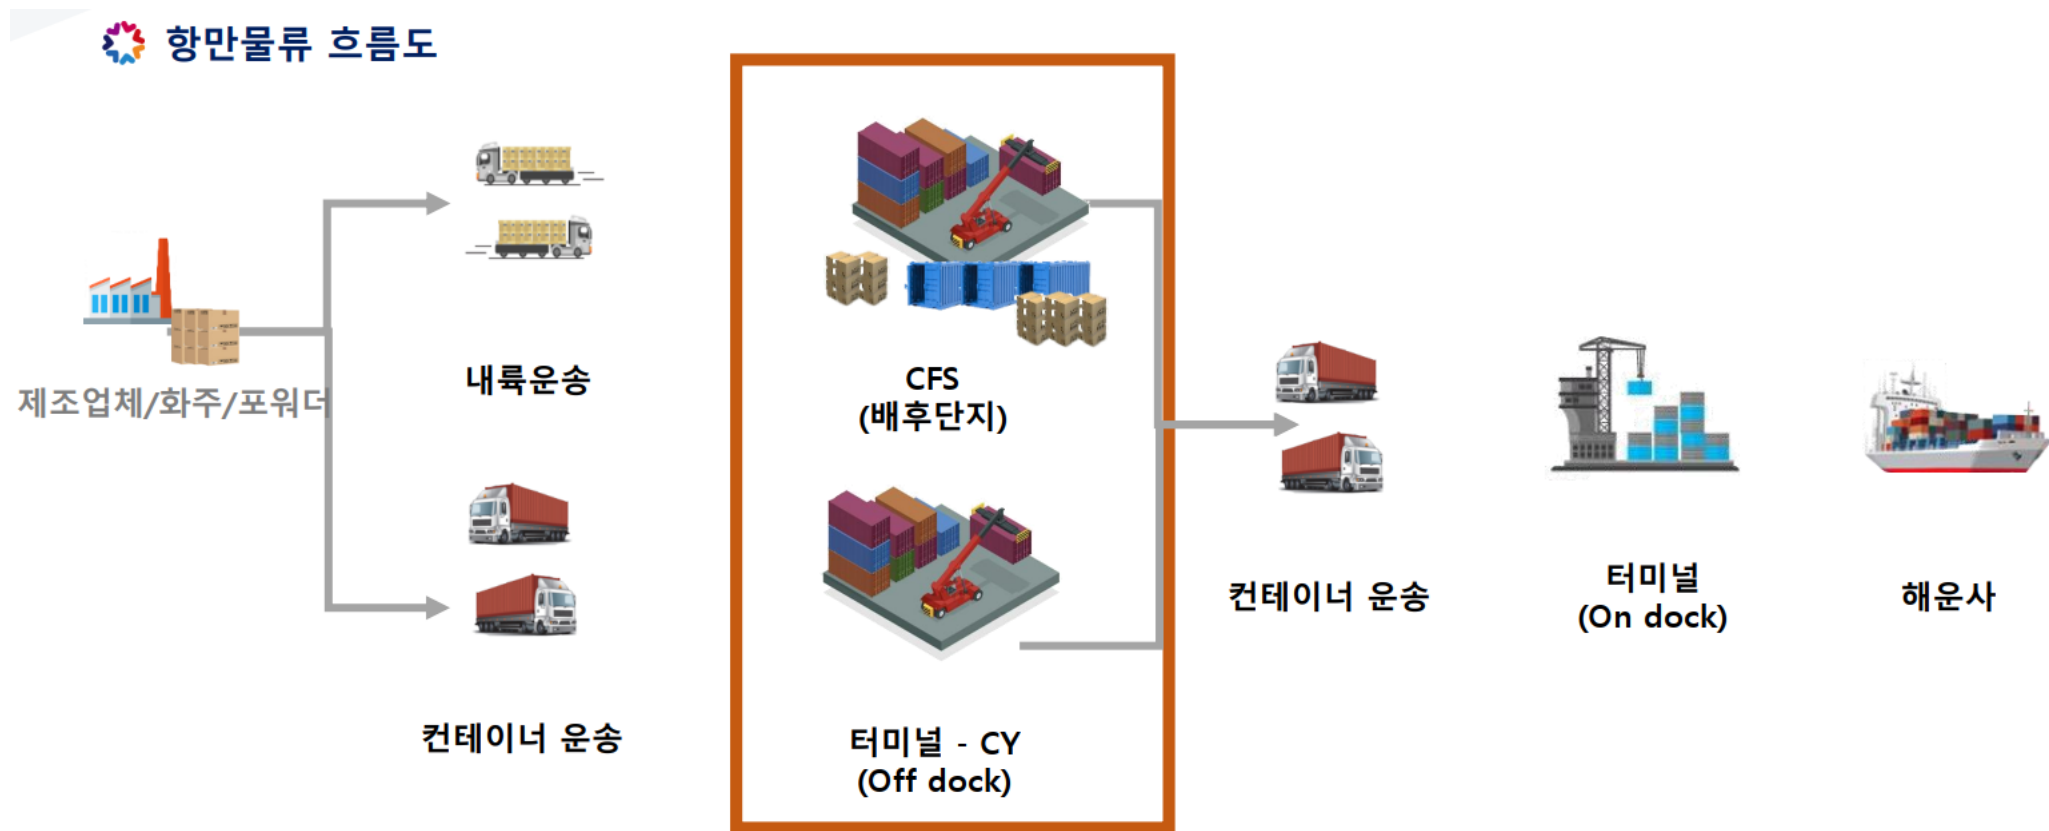 항만물류 흐름도
제조업체/화주/포워더
내륙운송
컨테이너 운송
CFS
(배후단지)
터미널 - CY
(Off dock)
컨테이너 운송
터미널
(On dock)
해운사